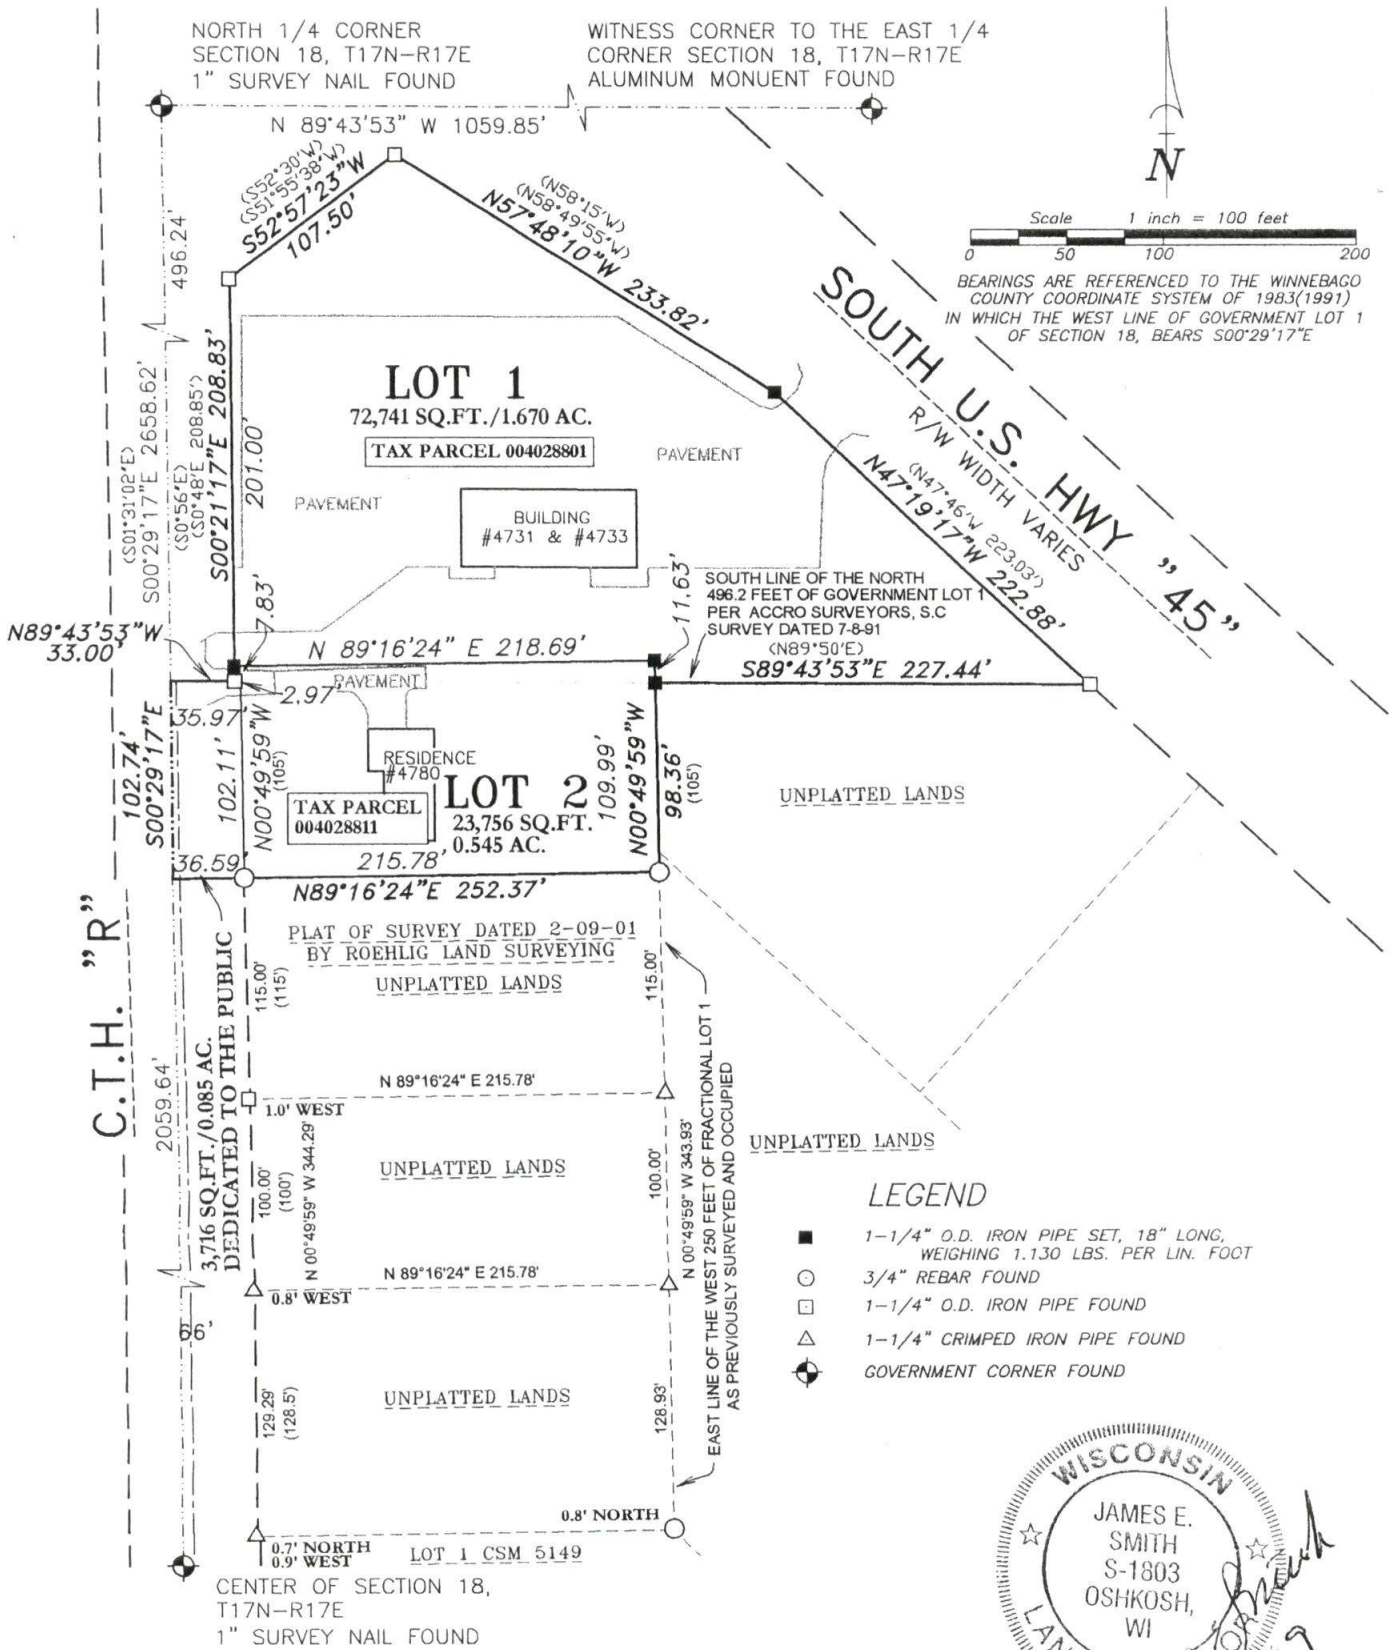 NORTH 1/4 CORNER
SECTION 18, T17N-R17E
1" SURVEY NAIL FOUND
WITNESS CORNER TO THE EAST 1/4
CORNER SECTION 18, T17N-R17E
ALUMINUM MONUENT FOUND
N 89°43'53" W 1059.85'
N
Scale 1 inch = 100 feet
0 50 100 200
BEARINGS ARE REFERENCED TO THE WINNEBAGO
COUNTY COORDINATE SYSTEM OF 1983(1991)
IN WHICH THE WEST LINE OF GOVERNMENT LOT 1
OF SECTION 18, BEARS S00°29'17"E
(S52°30'W)
(S51°55'38"W)
S52°57'23"W
107.50'
(N58°15'W)
(N58°49'55"W)
N57°48'10"W 233.82'
496.24'
SOUTH U.S. HWY "45"
R/W WIDTH VARIES
(N47°46'W 223.03')
N47°19'17"W 222.88'
LOT 1
72,741 SQ.FT./1.670 AC.
TAX PARCEL 004028801
PAVEMENT
PAVEMENT
BUILDING
#4731 & #4733
(S01°31'02"E)
S00°29'17"E 2658.62'
(S0°56'E)
(S0°48'E 208.85')
S00°21'17"E 208.83'
201.00'
7.83'
11.63'
SOUTH LINE OF THE NORTH
496.2 FEET OF GOVERNMENT LOT 1
PER ACCRO SURVEYORS, S.C
SURVEY DATED 7-8-91
(N89°50'E)
S89°43'53"E 227.44'
N89°43'53"W
33.00'
N 89°16'24" E 218.69'
PAVEMENT
2.97'
35.97'
102.74'
S00°29'17"E
102.11'
N00°49'59"W
(105')
RESIDENCE
#4780
LOT 2
23,756 SQ.FT.
0.545 AC.
TAX PARCEL
004028811
109.99'
N00°49'59"W
98.36'
(105')
UNPLATTED LANDS
36.59'
215.78'
N89°16'24"E 252.37'
PLAT OF SURVEY DATED 2-09-01
BY ROEHLIG LAND SURVEYING
UNPLATTED LANDS
C.T.H. "R"
2059.64'
3,716 SQ.FT./0.085 AC.
DEDICATED TO THE PUBLIC
115.00'
(115')
115.00'
N 89°16'24" E 215.78'
1.0' WEST
UNPLATTED LANDS
100.00'
(100')
N 00°49'59" W 344.29'
100.00'
N 00°49'59" W 343.93'
EAST LINE OF THE WEST 250 FEET OF FRACTIONAL LOT 1
AS PREVIOUSLY SURVEYED AND OCCUPIED
UNPLATTED LANDS
N 89°16'24" E 215.78'
0.8' WEST
66'
UNPLATTED LANDS
129.29'
(128.5')
128.93'
0.8' NORTH
0.7' NORTH
0.9' WEST
LOT 1 CSM 5149
CENTER OF SECTION 18,
T17N-R17E
1" SURVEY NAIL FOUND
LEGEND
1-1/4" O.D. IRON PIPE SET, 18" LONG,
WEIGHING 1.130 LBS. PER LIN. FOOT
3/4" REBAR FOUND
1-1/4" O.D. IRON PIPE FOUND
1-1/4" CRIMPED IRON PIPE FOUND
GOVERNMENT CORNER FOUND
WISCONSIN
JAMES E.
SMITH
S-1803
OSHKOSH,
WI